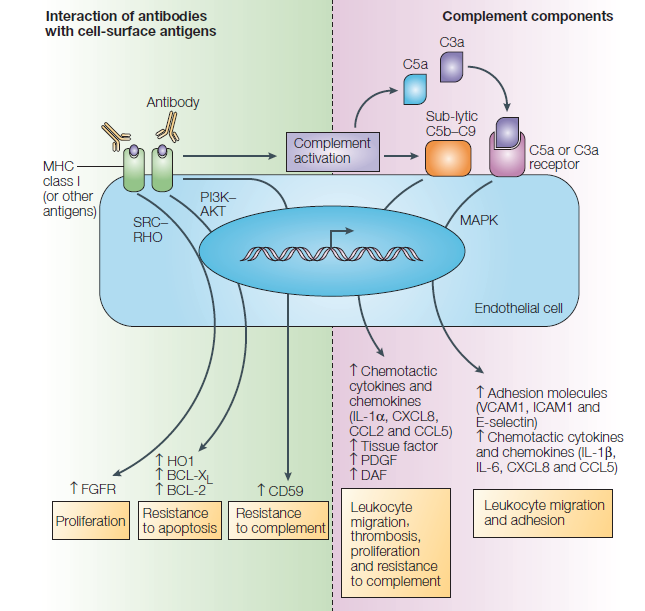 Interaction of antibodies
with cell-surface antigens
Complement components
C3a
C5a
Antibody
Sub-lytic
C5b–C9
Complement
activation
C5a or C3a
receptor
MHC
class I
(or other
antigens)
PI3K–
AKT
SRC–
RHO
MAPK
Endothelial cell
↑ Chemotactic
cytokines and
chemokines
(IL-1α, CXCL8,
CCL2 and CCL5)
↑ Tissue factor
↑ PDGF
↑ DAF
↑ Adhesion molecules
(VCAM1, ICAM1 and
E-selectin)
↑ Chemotactic cytokines
and chemokines (IL-1β,
IL-6, CXCL8 and CCL5)
↑ FGFR
↑ HO1
↑ BCL-XL
↑ BCL-2
↑ CD59
Proliferation
Resistance
to apoptosis
Resistance
to complement
Leukocyte
migration,
thrombosis,
proliferation
and resistance
to complement
Leukocyte migration
and adhesion